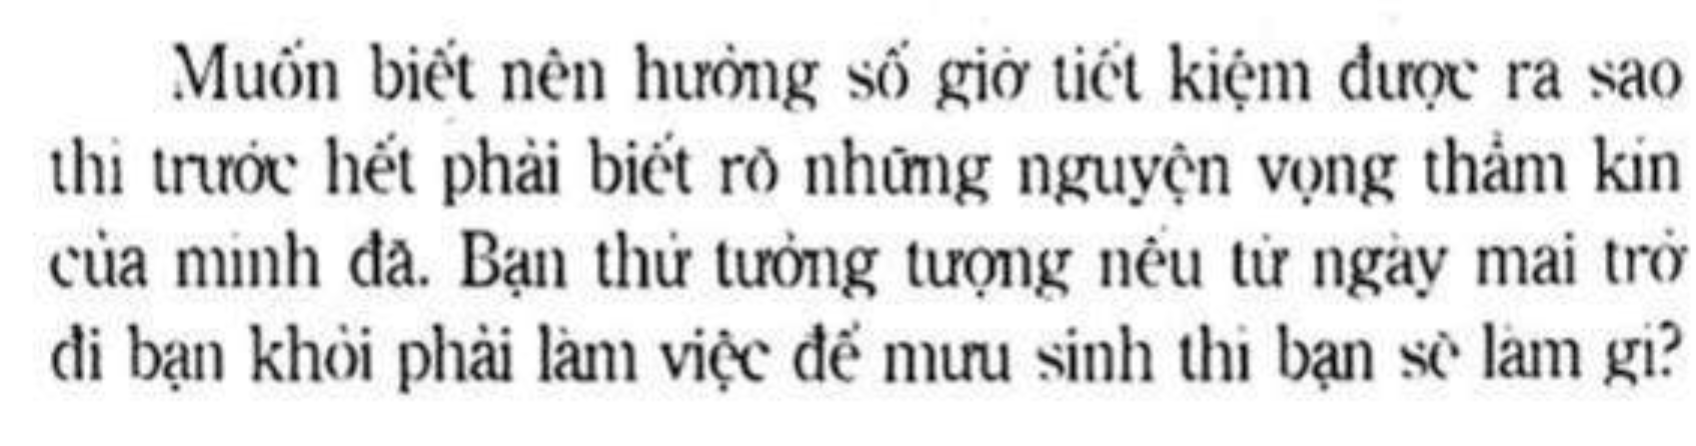 Muốn biết nên hưởng số giờ tiết kiệm được ra sao
thì trước hết phải biết rõ những nguyện vọng thầm kín
của mình đã. Bạn thử tưởng tượng nếu từ ngày mai trở
đi bạn khỏi phải làm việc để mưu sinh thì bạn sẽ làm gì?